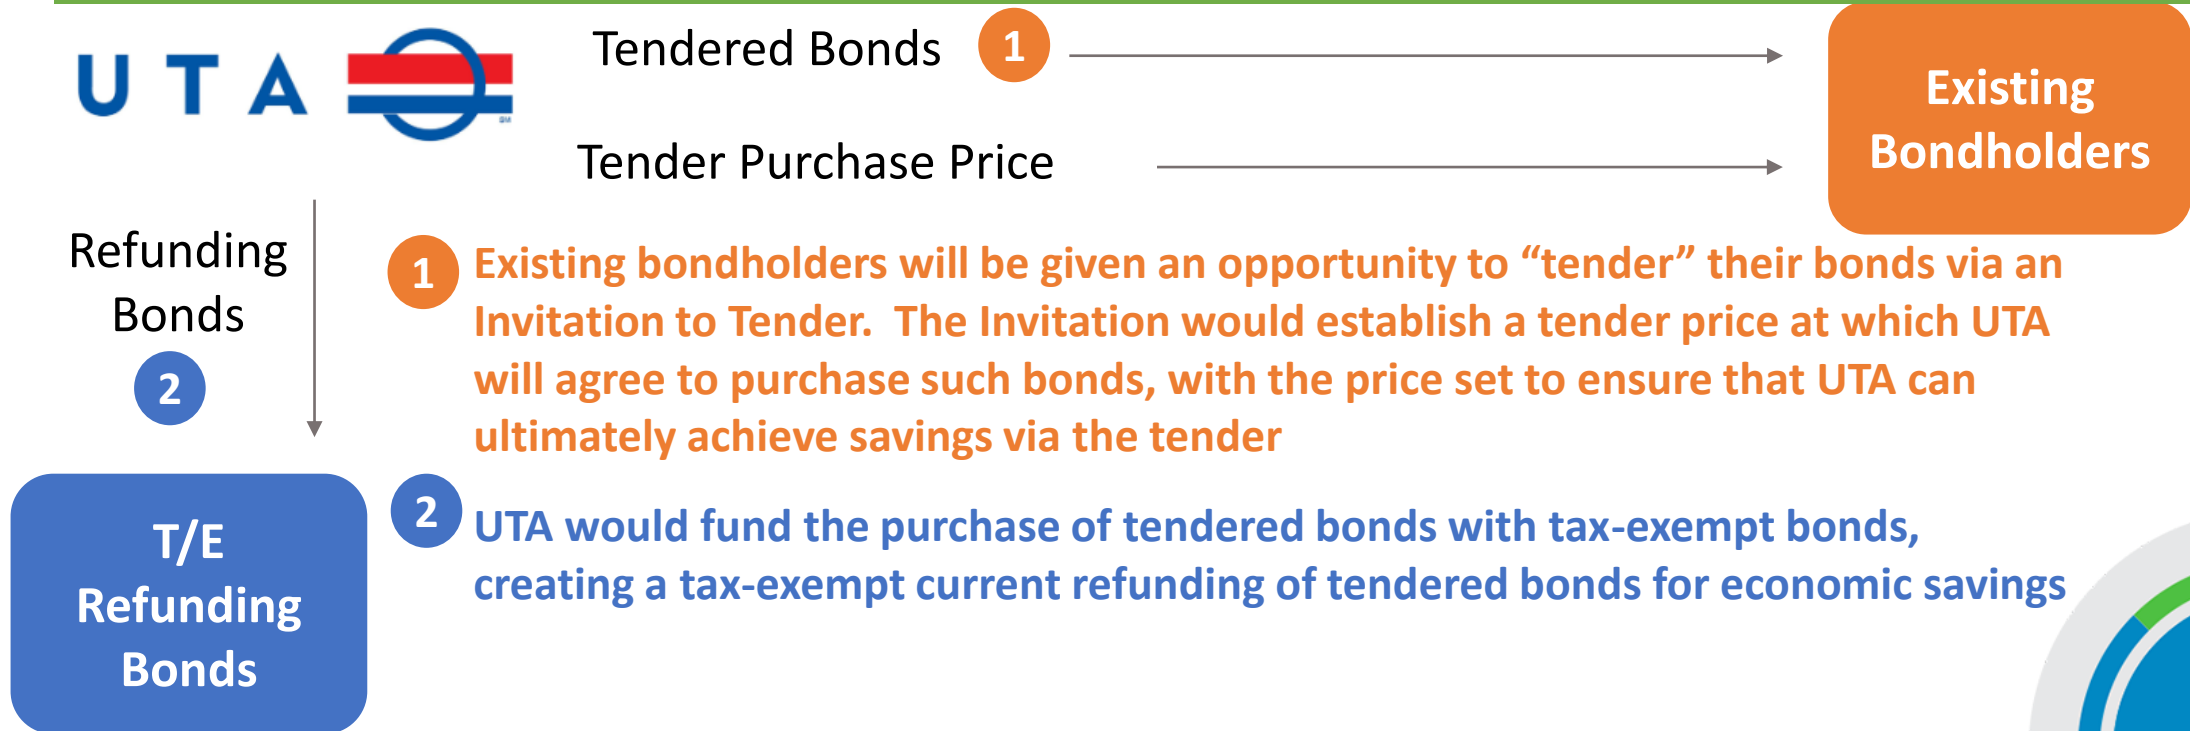 UTA
SM
Tendered Bonds 1
Tender Purchase Price
Existing
Bondholders
Refunding
Bonds
2
1 Existing bondholders will be given an opportunity to “tender” their bonds via an
Invitation to Tender.  The Invitation would establish a tender price at which UTA
will agree to purchase such bonds, with the price set to ensure that UTA can
ultimately achieve savings via the tender
T/E
Refunding
Bonds
2 UTA would fund the purchase of tendered bonds with tax-exempt bonds,
creating a tax-exempt current refunding of tendered bonds for economic savings